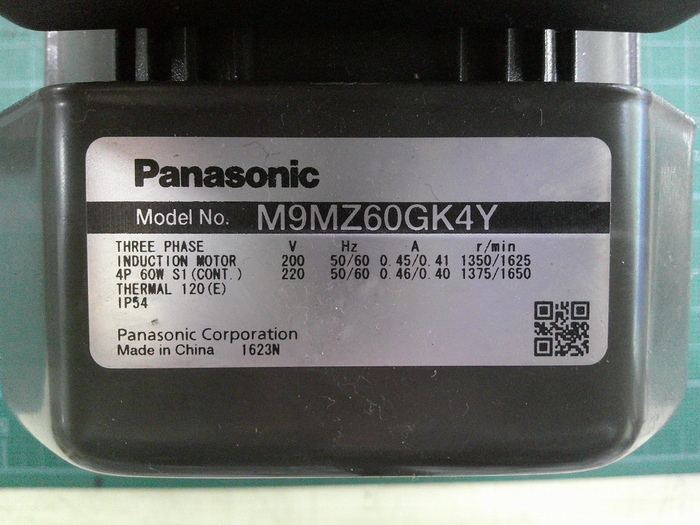 Panasonic
Model No. M9MZ60GK4Y
THREE PHASE V Hz A r/min
INDUCTION MOTOR 200 50/60 0.45/0.41 1350/1625
4P 60W S1(CONT.) 220 50/60 0.46/0.40 1375/1650
THERMAL 120(E)
IP54
Panasonic Corporation
Made in China 1623N